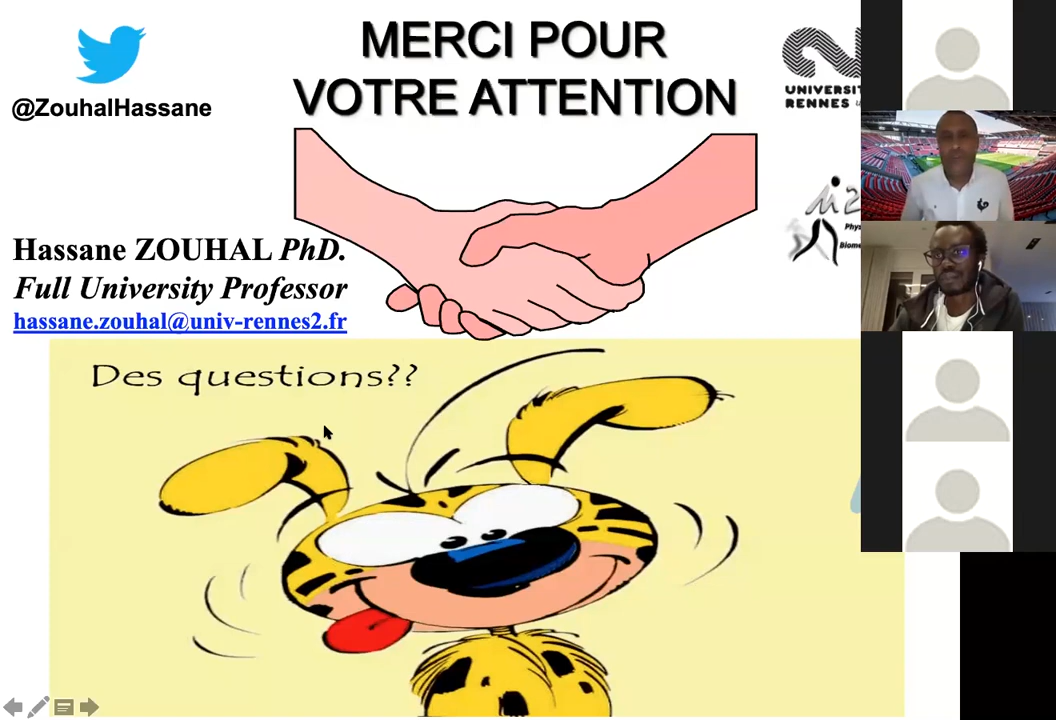 MERCI POUR
VOTRE ATTENTION
@ZouhalHassane
UNIVERSIT
RENNES
Hassane ZOUHAL PhD.
Full University Professor
hassane.zouhal@univ-rennes2.fr
Des questions??